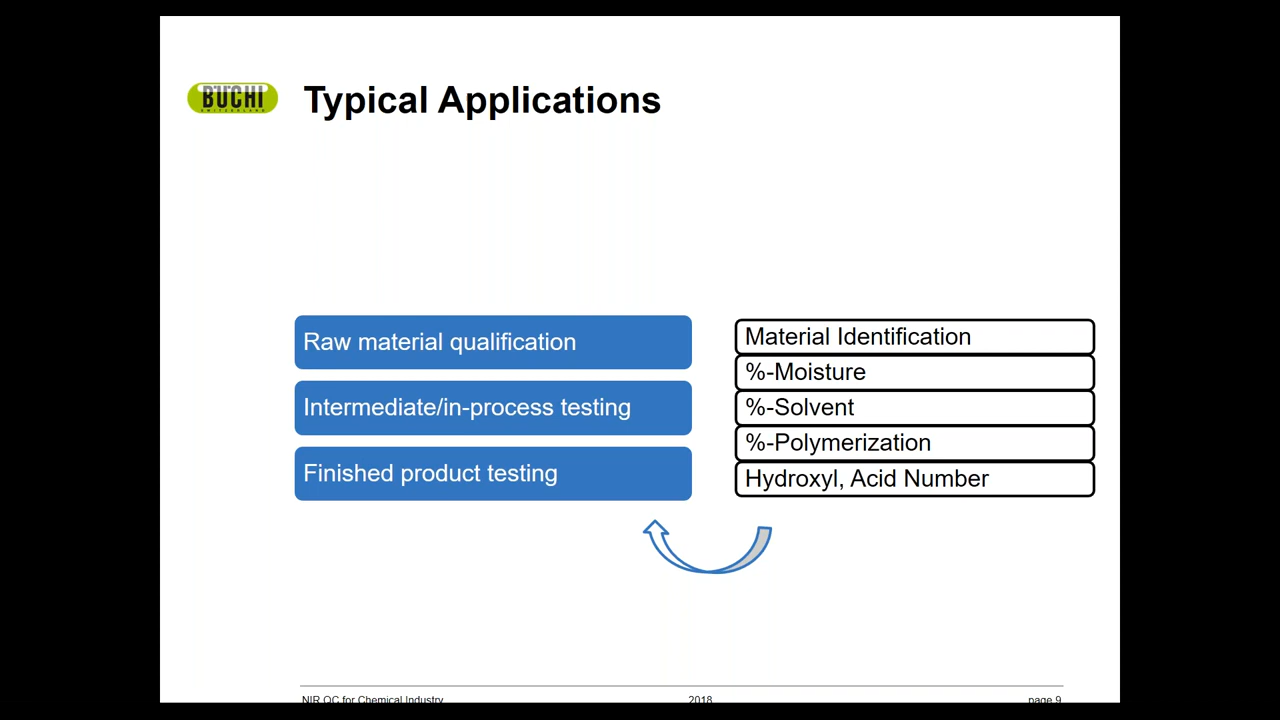 BUCHI
SWITZERLAND
Typical Applications
Raw material qualification
Intermediate/in-process testing
Finished product testing
Material Identification
%-Moisture
%-Solvent
%-Polymerization
Hydroxyl, Acid Number
NIR QC for Chemical Industry
2018
page 9